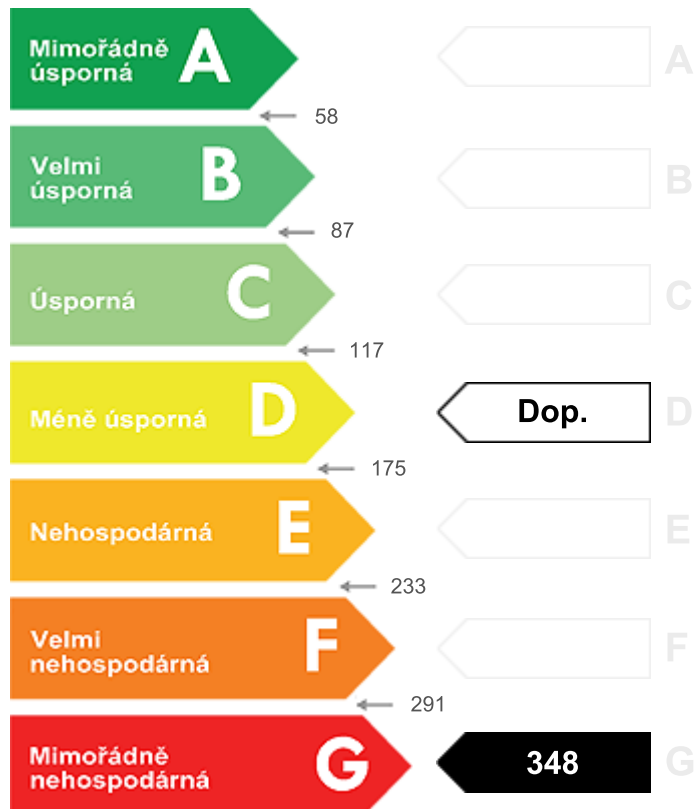 Mimořádně
úsporná
A
A
58
Velmi
úsporná
B
B
87
Úsporná
C
C
117
Méně úsporná
D
Dop.
D
175
Nehospodárná
E
E
233
Velmi
nehospodárná
F
F
291
Mimořádně
nehospodárná
G
348
G